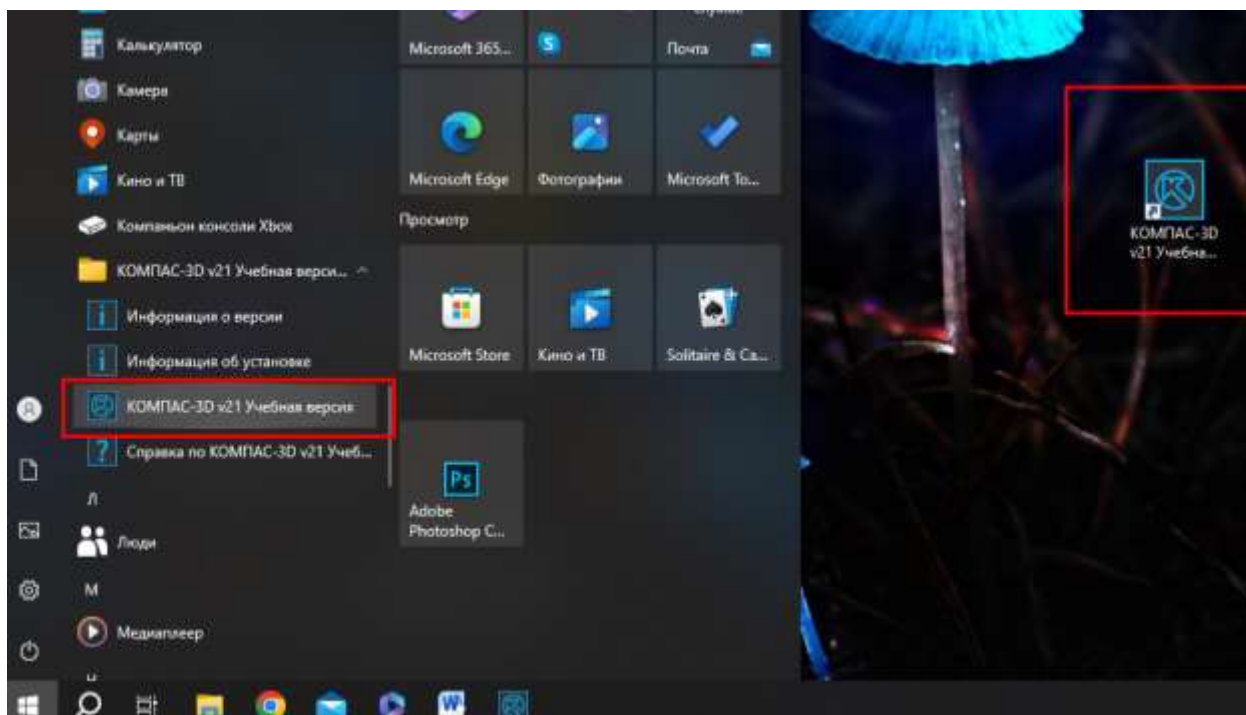 Калькулятор
Камера
Карты
Кино и ТВ
Компаньон консоли Xbox
КОМПАС-3D v21 Учебная верси...
Информация о версии
Информация об установке
КОМПАС-3D v21 Учебная версия
Справка по КОМПАС-3D v21 Учеб...
Л
Люди
М
Медиаплеер
Microsoft 365...
S
Почта
Microsoft Edge
Фотографии
Microsoft To...
Просмотр
Microsoft Store
Кино и ТВ
Solitaire & Ca...
Ps
Adobe
Photoshop C...
КОМПАС-3D
v21 Учебна...
W